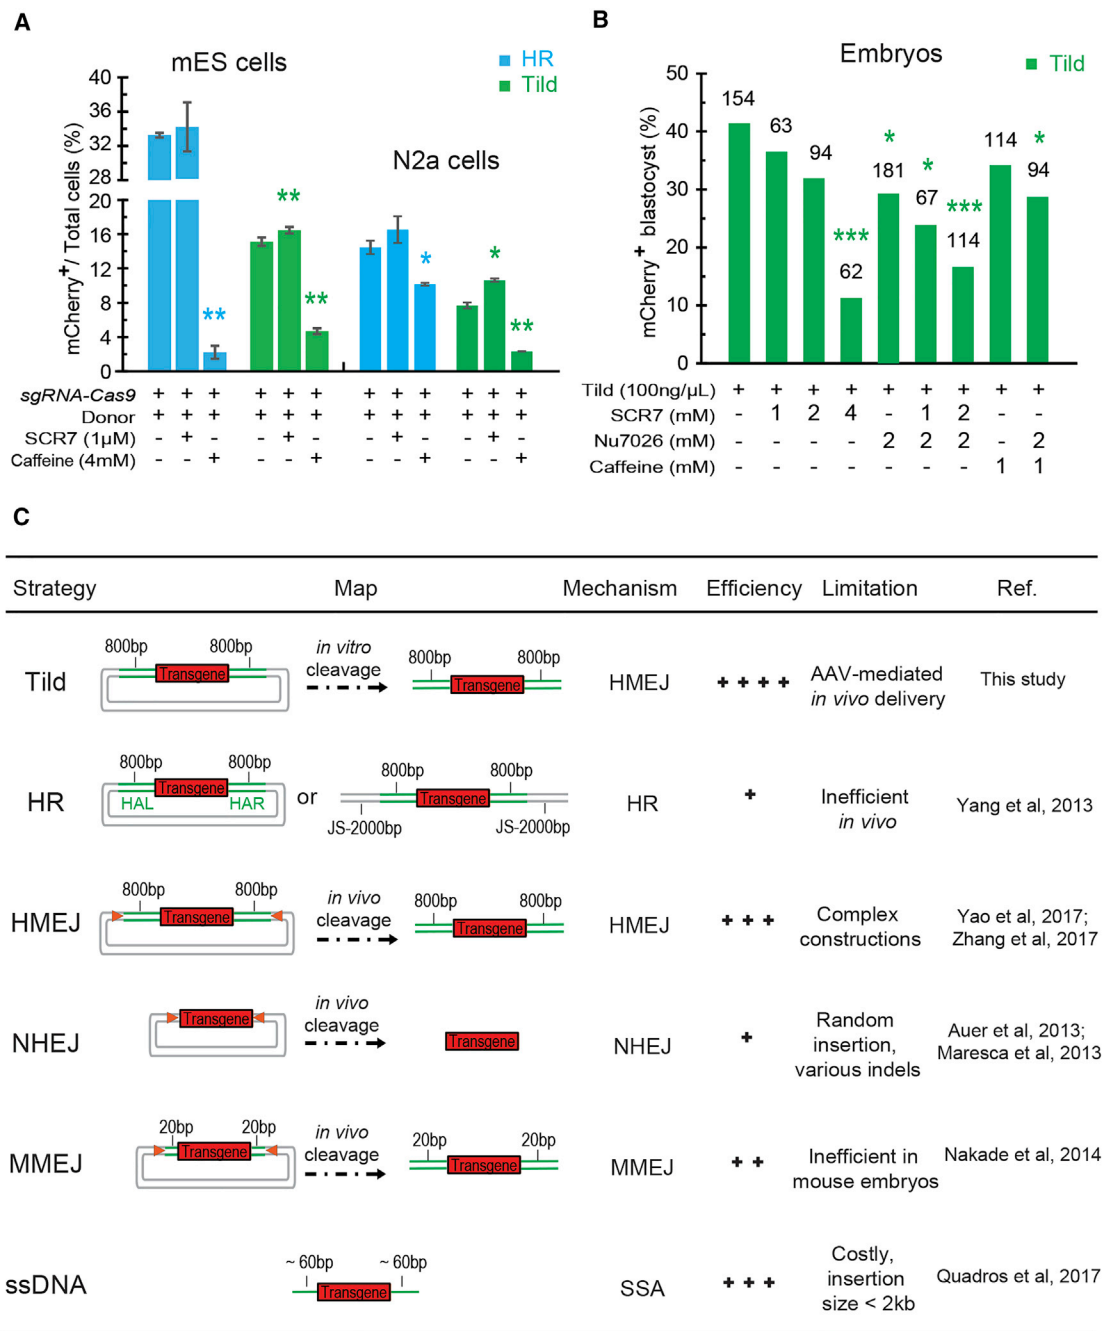 A
mES cells
HR
Tild
N2a cells
mCherry+/ Total cells (%)
40
36
32
28
20
16
12
8
4
0
** ** ** * * **
sgRNA-Cas9 + + + + + + + + + + + +
Donor + + + + + + + + + + + +
SCR7 (1µM) - + - - + - - + - - + -
Caffeine (4mM) - - + - - + - - + - - +
B
Embryos
Tild
mCherry+ blastocyst (%)
50
40
30
20
10
0
154 63 94 62 181 67 114 114 94
*** * * *** *
Tild (100ng/µL) + + + + + + + + +
SCR7 (mM) - 1 2 4 - 1 2 - -
Nu7026 (mM) - - - - 2 2 2 - 2
Caffeine (mM) - - - - - - - 1 1
C
Strategy Map Mechanism Efficiency Limitation Ref.
Tild
800bp 800bp
Transgene
in vitro
cleavage
800bp 800bp
Transgene
HMEJ
++++
AAV-mediated
in vivo delivery
This study
HR
800bp 800bp
Transgene
HAL HAR
or
800bp 800bp
Transgene
JS-2000bp JS-2000bp
HR
+
Inefficient
in vivo
Yang et al, 2013
HMEJ
800bp 800bp
Transgene
in vivo
cleavage
800bp 800bp
Transgene
HMEJ
+++
Complex
constructions
Yao et al, 2017;
Zhang et al, 2017
NHEJ
Transgene
in vivo
cleavage
Transgene
NHEJ
+
Random
insertion,
various indels
Auer et al, 2013;
Maresca et al, 2013
MMEJ
20bp 20bp
Transgene
in vivo
cleavage
20bp 20bp
Transgene
MMEJ
++
Inefficient in
mouse embryos
Nakade et al, 2014
ssDNA
~ 60bp ~ 60bp
Transgene
SSA
+++
Costly,
insertion
size < 2kb
Quadros et al, 2017